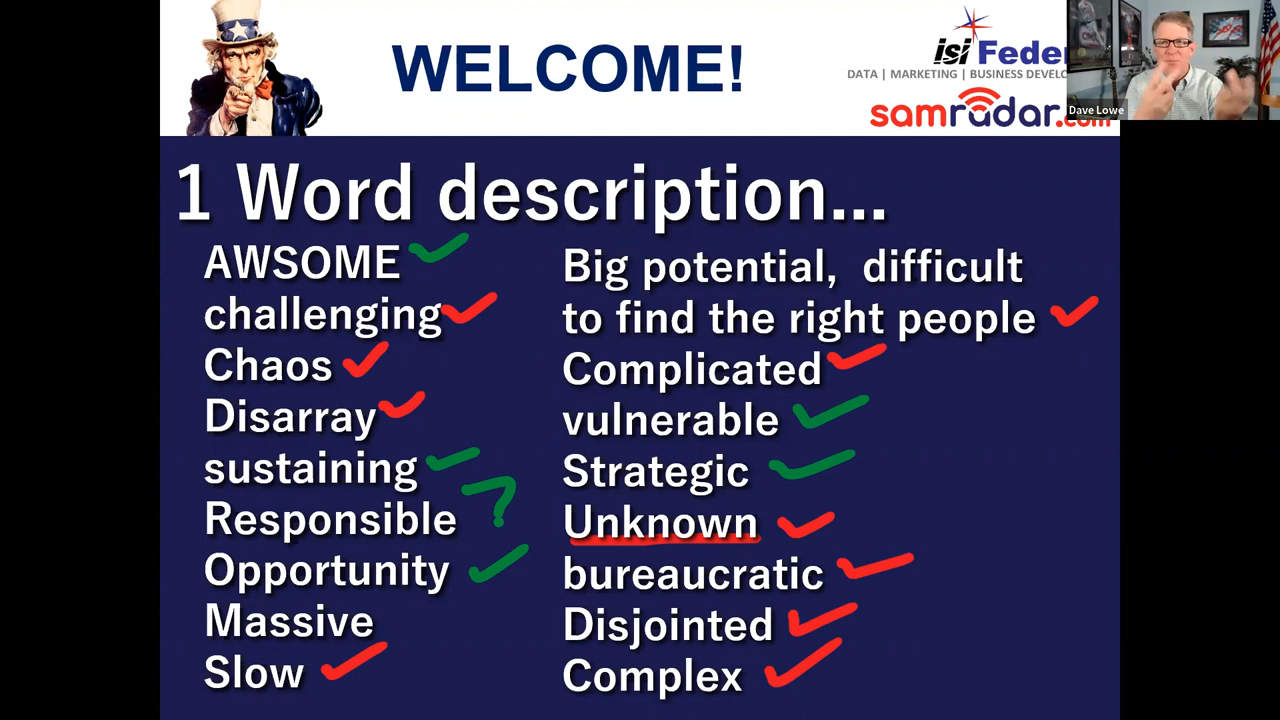 WELCOME!
isi Feder
DATA | MARKETING | BUSINESS DEVELO
samradar.com
Dave Lowe
1 Word description...
AWSOME
challenging
Chaos
Disarray
sustaining
Responsible ?
Opportunity
Massive
Slow
Big potential, difficult
to find the right people
Complicated
vulnerable
Strategic
Unknown
bureaucratic
Disjointed
Complex